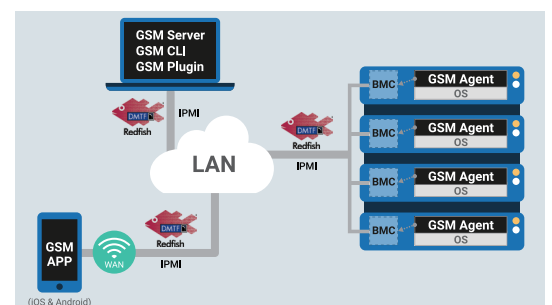 GSM Server
GSM CLI
GSM Plugin
DMTF
Redfish
IPMI
LAN
DMTF
Redfish
IPMI
BMC
GSM Agent
OS
BMC
GSM Agent
OS
BMC
GSM Agent
OS
BMC
GSM Agent
OS
GSM
APP
WAN
DMTF
Redfish
IPMI
(iOS & Android)